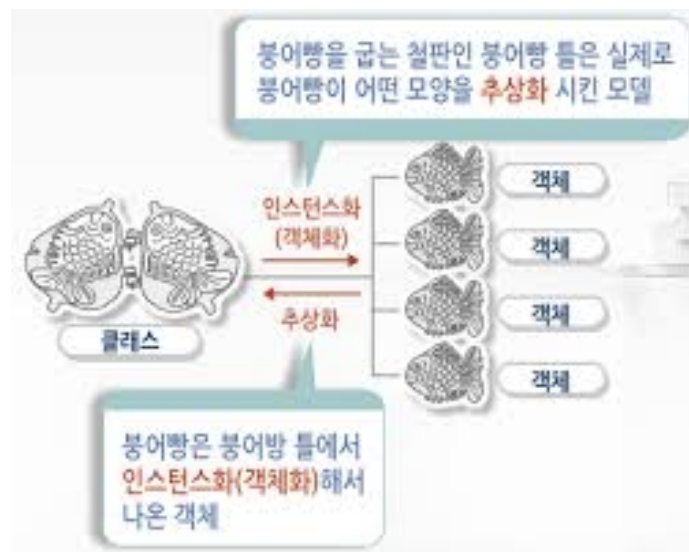 붕어빵을 굽는 철판인 붕어빵 틀은 실제로
붕어빵이 어떤 모양을 추상화 시킨 모델
인스턴스화
(객체화)
추상화
클래스
객체
객체
객체
객체
붕어빵은 붕어방 틀에서
인스턴스화(객체화)해서
나온 객체